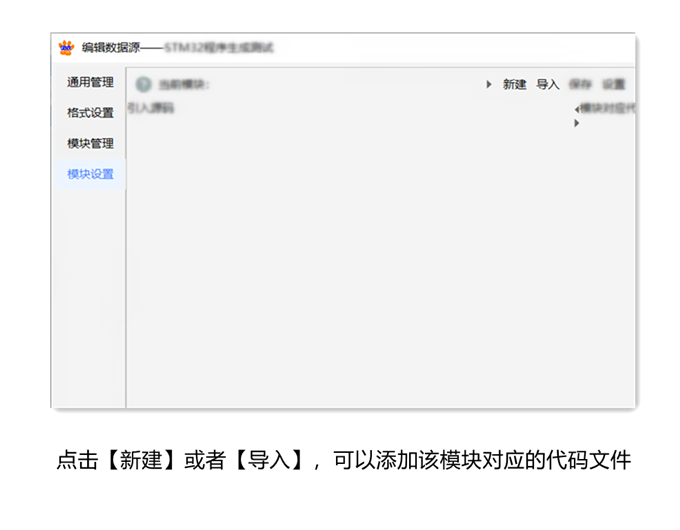 编辑数据源——STM32程序生成测试
通用管理
当前模块：
新建 导入 保存 设置
格式设置
引入源码
模块对应代
模块管理
模块设置
点击【新建】或者【导入】，可以添加该模块对应的代码文件